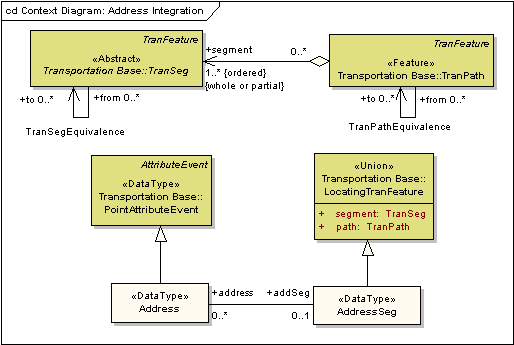 cd Context Diagram: Address Integration
TranFeature
«Abstract»
Transportation Base::TranSeg
+segment
0..*
1..* {ordered}
{whole or partial}
TranFeature
«Feature»
Transportation Base::TranPath
+to 0..*
+from 0..*
TranSegEquivalence
+to 0..*
+from 0..*
TranPathEquivalence
AttributeEvent
«DataType»
Transportation Base::
PointAttributeEvent
«Union»
Transportation Base::
LocatingTranFeature
+ segment: TranSeg
+ path: TranPath
«DataType»
Address
+address
0..*
+addSeg
0..1
«DataType»
AddressSeg